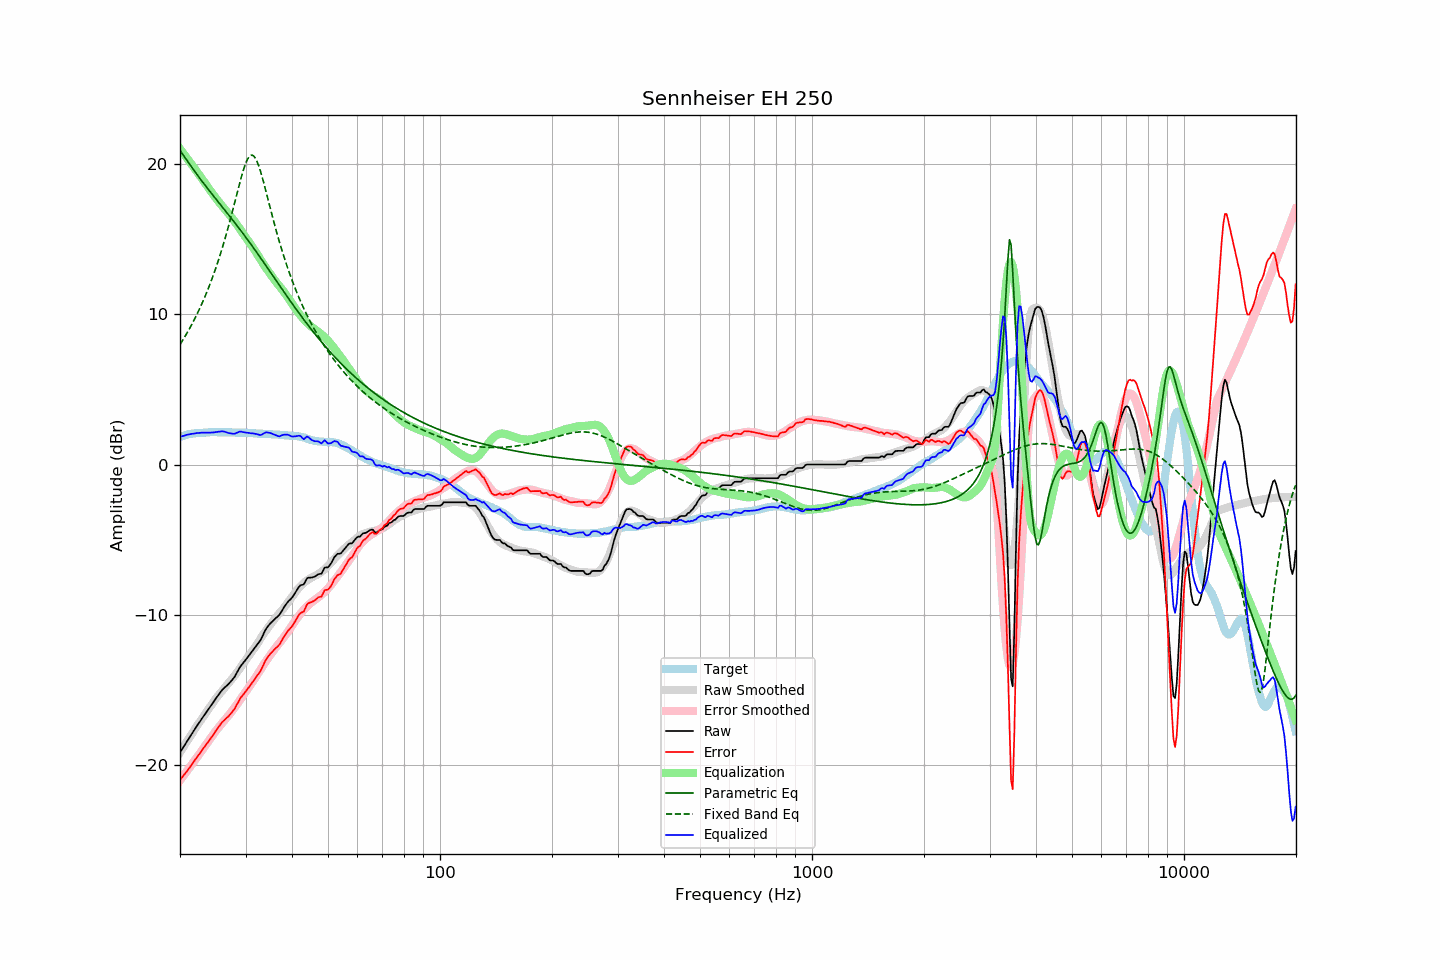 Sennheiser EH 250
20
10
0
−10
−20
Amplitude (dBr)
Target
Raw Smoothed
Error Smoothed
Raw
Error
Equalization
Parametric Eq
Fixed Band Eq
Equalized
100 1000 10000
Frequency (Hz)